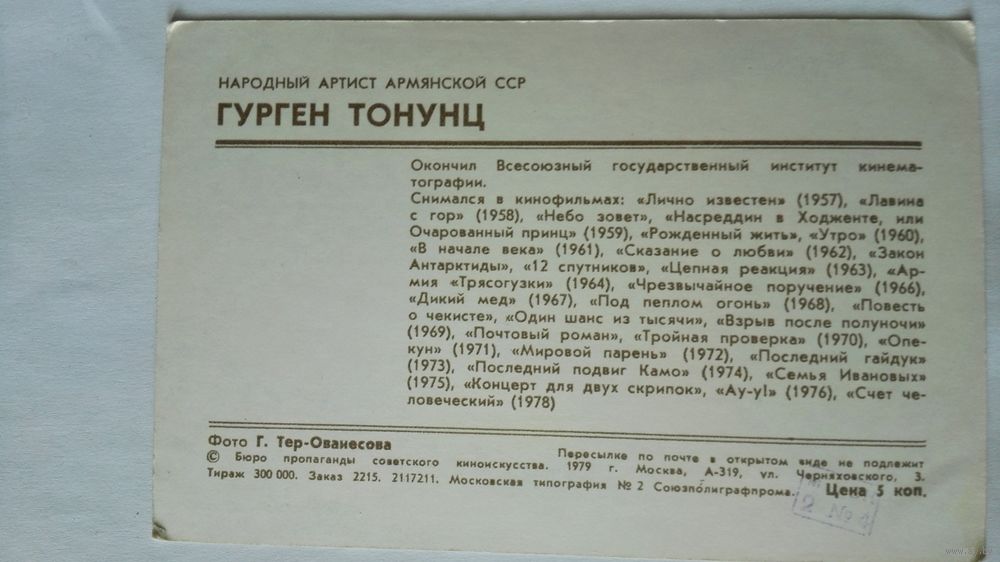 НАРОДНЫЙ АРТИСТ АРМЯНСКОЙ ССР
ГУРГЕН ТОНУНЦ
Окончил Всесоюзный государственный институт кинема-
тографии.
Снимался в кинофильмах: «Лично известен» (1957), «Лавина
с гор» (1958), «Небо зовет», «Насреддин в Ходженте, или
Очарованный принц» (1959), «Рожденный жить», «Утро» (1960),
«В начале века» (1961), «Сказание о любви» (1962), «Закон
Антарктиды», «12 спутников», «Цепная реакция» (1963), «Ар-
мия «Трясогузки» (1964), «Чрезвычайное поручение» (1966),
«Дикий мед» (1967), «Под пеплом огонь» (1968), «Повесть
о чекисте», «Один шанс из тысячи», «Взрыв после полуночи»
(1969), «Почтовый роман», «Тройная проверка» (1970), «Опе-
кун» (1971), «Мировой парень» (1972), «Последний гайдук»
(1973), «Последний подвиг Камо» (1974), «Семья Ивановых»
(1975), «Концерт для двух скрипок», «Ау-у!» (1976), «Счет че-
ловеческий» (1978)
Фото Г. Тер-Ованесова
Пересылке по почте в открытом виде не подлежит
© Бюро пропаганды советского киноискусства. 1979 г. Москва, А-319, ул. Черняховского, 3.
Тираж 300 000. Заказ 2215. 2117211. Московская типография № 2 Союзполиграфпрома. Цена 5 коп.